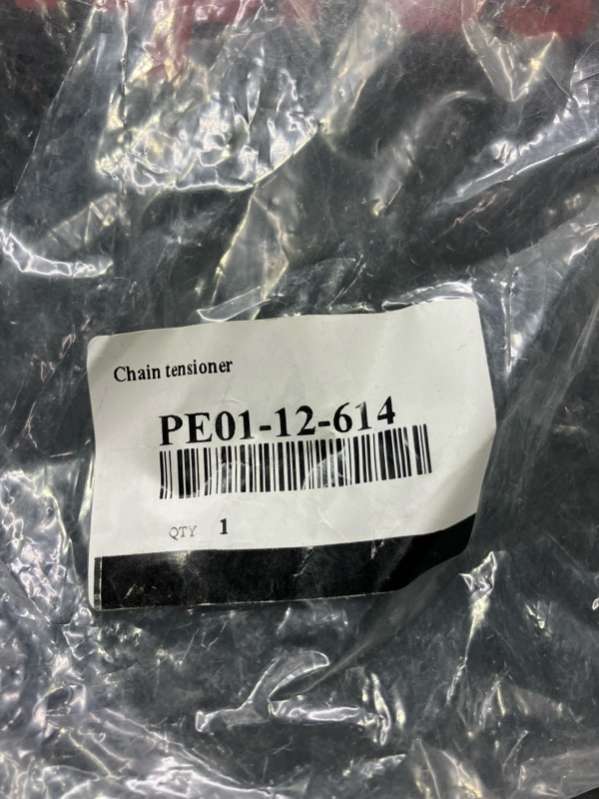 Chain tensioner
PE01-12-614
QTY 1